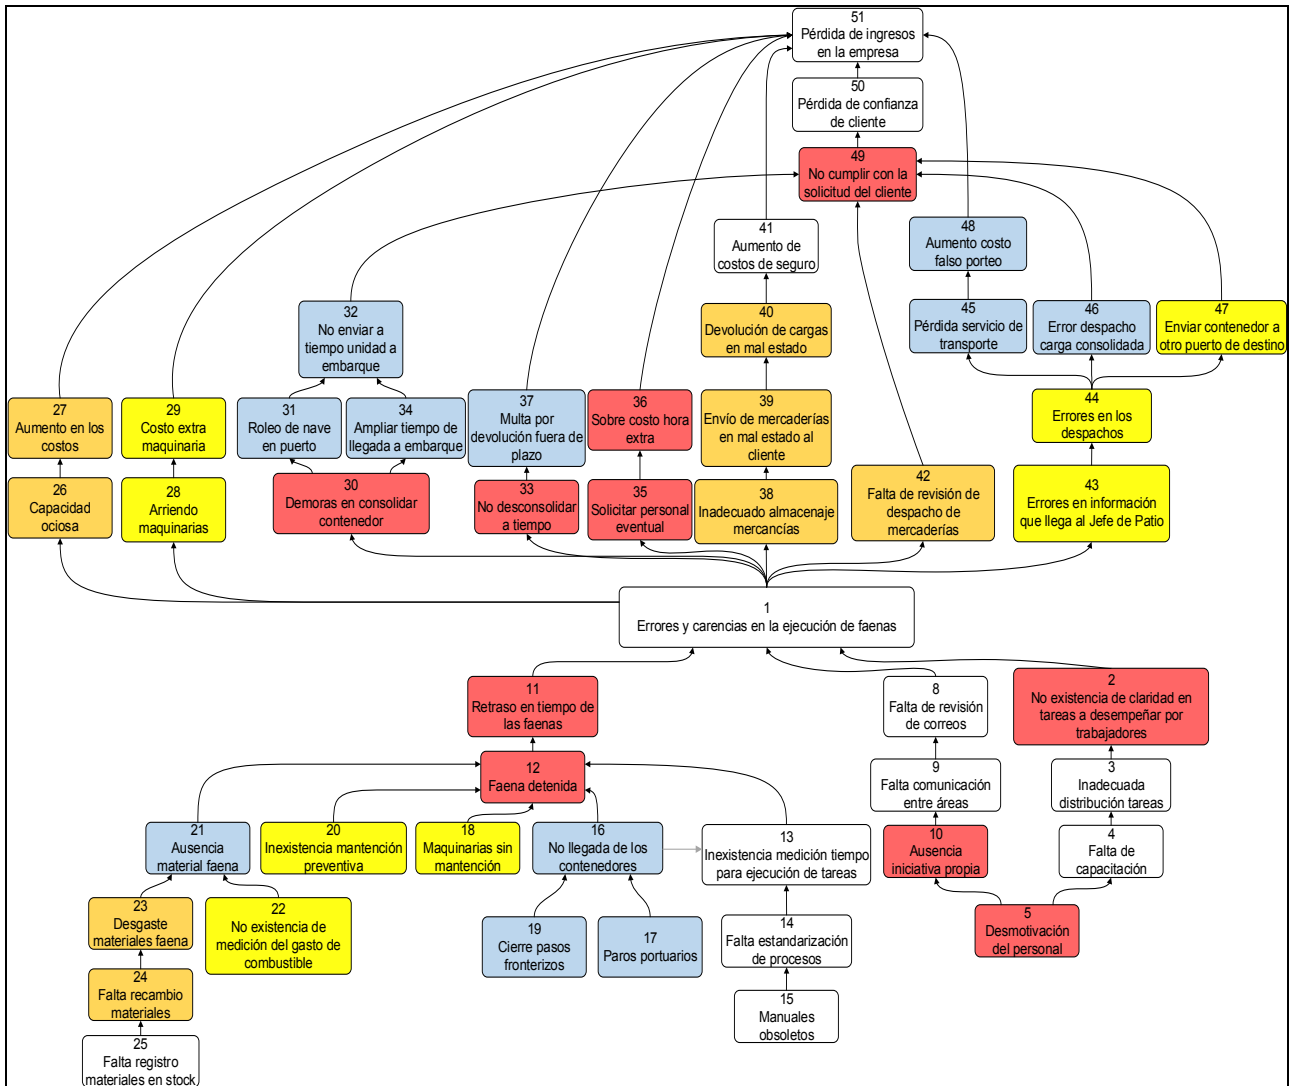 51
Pérdida de ingresos
en la empresa
50
Pérdida de confianza
de cliente
49
No cumplir con la
solicitud del cliente
41
Aumento de
costos de seguro
48
Aumento costo
falso porteo
32
No enviar a
tiempo unidad a
embarque
40
Devolución de cargas
en mal estado
45
Pérdida servicio de
transporte
46
Error despacho
carga consolidada
47
Enviar contenedor a
otro puerto de destino
27
Aumento en los
costos
29
Costo extra
maquinaria
31
Roleo de nave
en puerto
34
Ampliar tiempo de
llegada a embarque
37
Multa por
devolución fuera de
plazo
36
Sobre costo hora
extra
39
Envío de mercaderías
en mal estado al
cliente
44
Errores en los
despachos
26
Capacidad
ociosa
28
Arriendo
maquinarias
30
Demoras en consolidar
contenedor
33
No desconsolidar
a tiempo
35
Solicitar personal
eventual
38
Inadecuado almacenaje
mercancías
42
Falta de revisión de
despacho de
mercaderías
43
Errores en información
que llega al Jefe de Patio
1
Errores y carencias en la ejecución de faenas
11
Retraso en tiempo de
las faenas
8
Falta de revisión
de correos
2
No existencia de claridad en
tareas a desempeñar por
trabajadores
12
Faena detenida
9
Falta comunicación
entre áreas
3
Inadecuada
distribución tareas
21
Ausencia
material faena
20
Inexistencia mantención
preventiva
18
Maquinarias sin
mantención
16
No llegada de los
contenedores
13
Inexistencia medición tiempo
para ejecución de tareas
10
Ausencia
iniciativa propia
4
Falta de
capacitación
23
Desgaste
materiales faena
22
No existencia de
medición del gasto de
combustible
19
Cierre pasos
fronterizos
17
Paros portuarios
14
Falta estandarización
de procesos
5
Desmotivación
del personal
24
Falta recambio
materiales
15
Manuales
obsoletos
25
Falta registro
materiales en stock